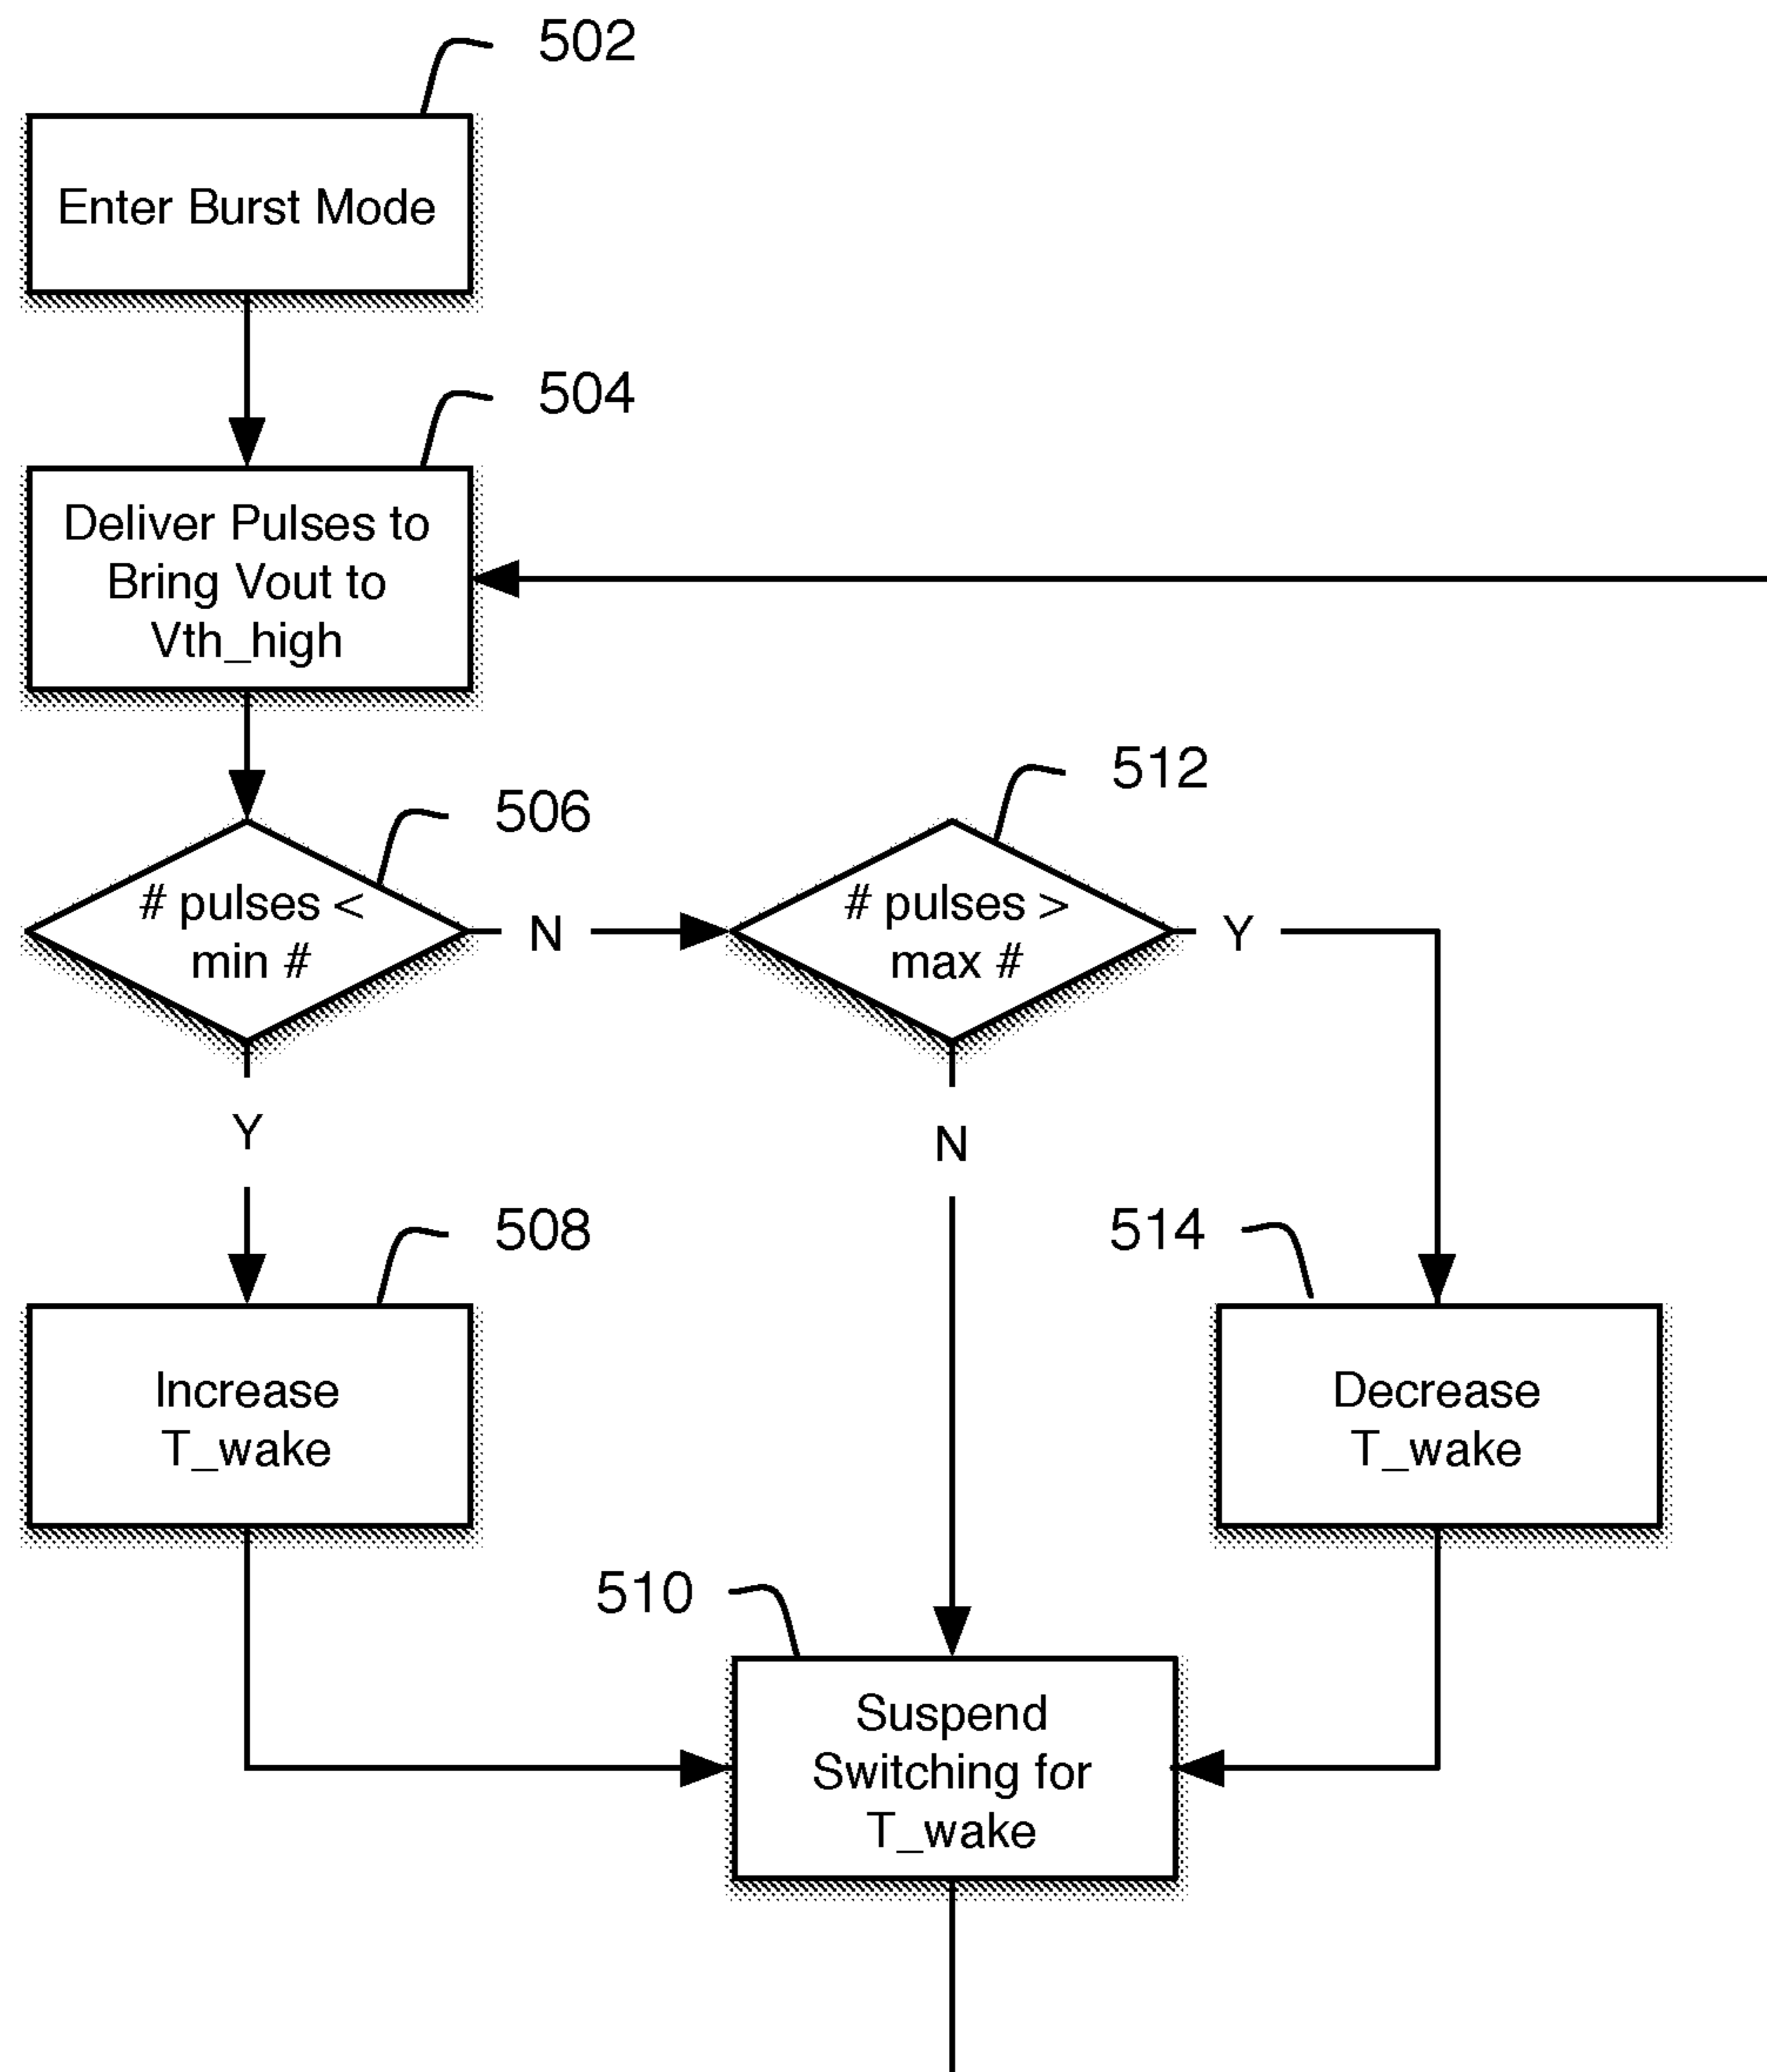 502
Enter Burst Mode
504
Deliver Pulses to
Bring Vout to
Vth_high
506
# pulses <
min #
N
512
# pulses >
max #
Y
Y
N
508
Increase
T_wake
514
Decrease
T_wake
510
Suspend
Switching for
T_wake